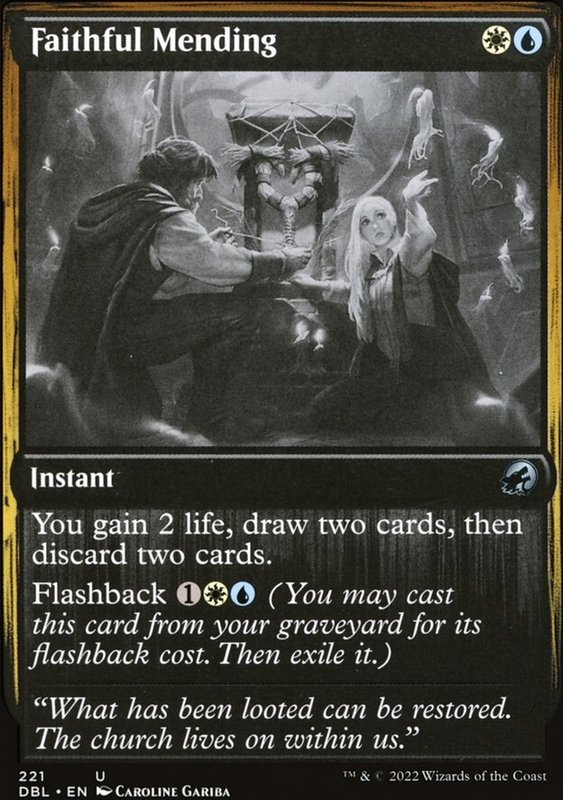 Faithful Mending
Instant
You gain 2 life, draw two cards, then
discard two cards.
Flashback 1 (You may cast
this card from your graveyard for its
flashback cost. Then exile it.)
“What has been looted can be restored.
The church lives on within us.”
221 U
DBL • EN Caroline Gariba
™ & © 2022 Wizards of the Coast